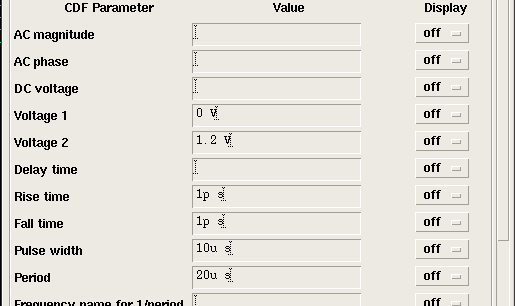 CDF Parameter Value Display
AC magnitude off
AC phase off
DC voltage off
Voltage 1 0 V off
Voltage 2 1.2 V off
Delay time off
Rise time 1p s off
Fall time 1p s off
Pulse width 10u s off
Period 20u s off
Frequency name for 1/period off